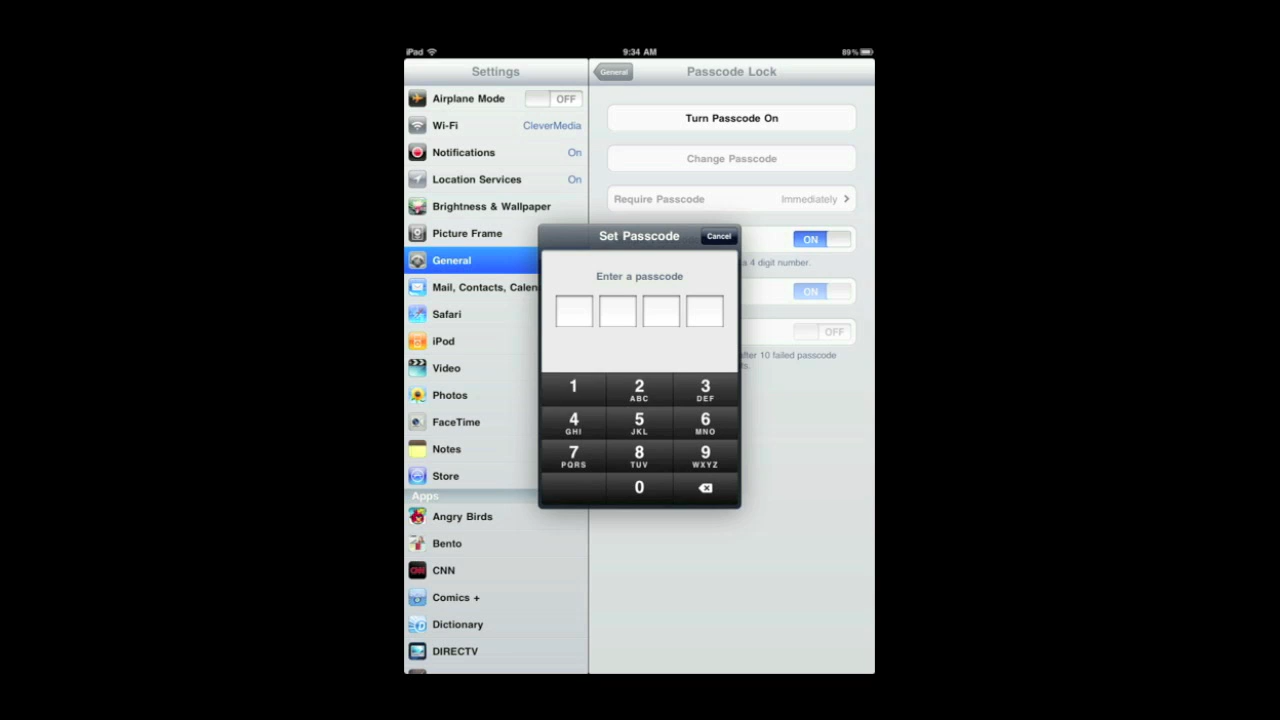 iPad 9:34 AM 89%
Settings
General Passcode Lock
Airplane Mode OFF
Turn Passcode On
Wi-Fi CleverMedia
Notifications On
Change Passcode
Location Services On
Require Passcode Immediately
Brightness & Wallpaper
Picture Frame
Set Passcode Cancel
ON
General
a 4 digit number.
Enter a passcode
Mail, Contacts, Calen
ON
Safari
OFF
iPod
after 10 failed passcode
Video
1 2 ABC 3 DEF
Photos
4 GHI 5 JKL 6 MNO
FaceTime
7 PQRS 8 TUV 9 WXYZ
Notes
0
Store
Apps
Angry Birds
Bento
CNN
Comics +
Dictionary
DIRECTV